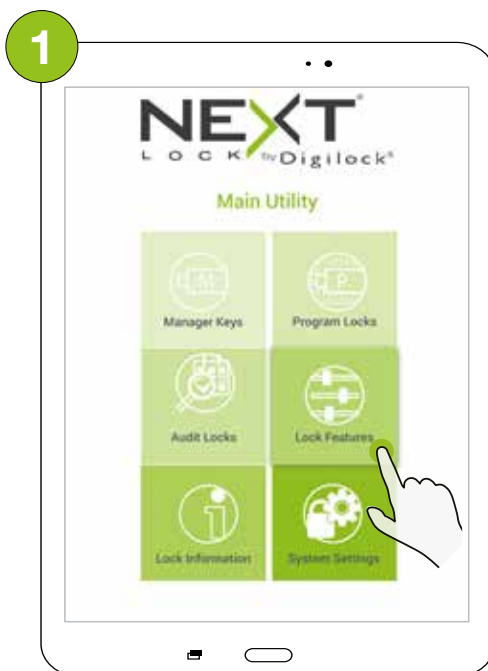 1
NEXT®
LOCK by Digilock®
Main Utility
M
P
Manager Keys
Program Locks
Audit Locks
Lock Features
i
Lock Information
System Settings